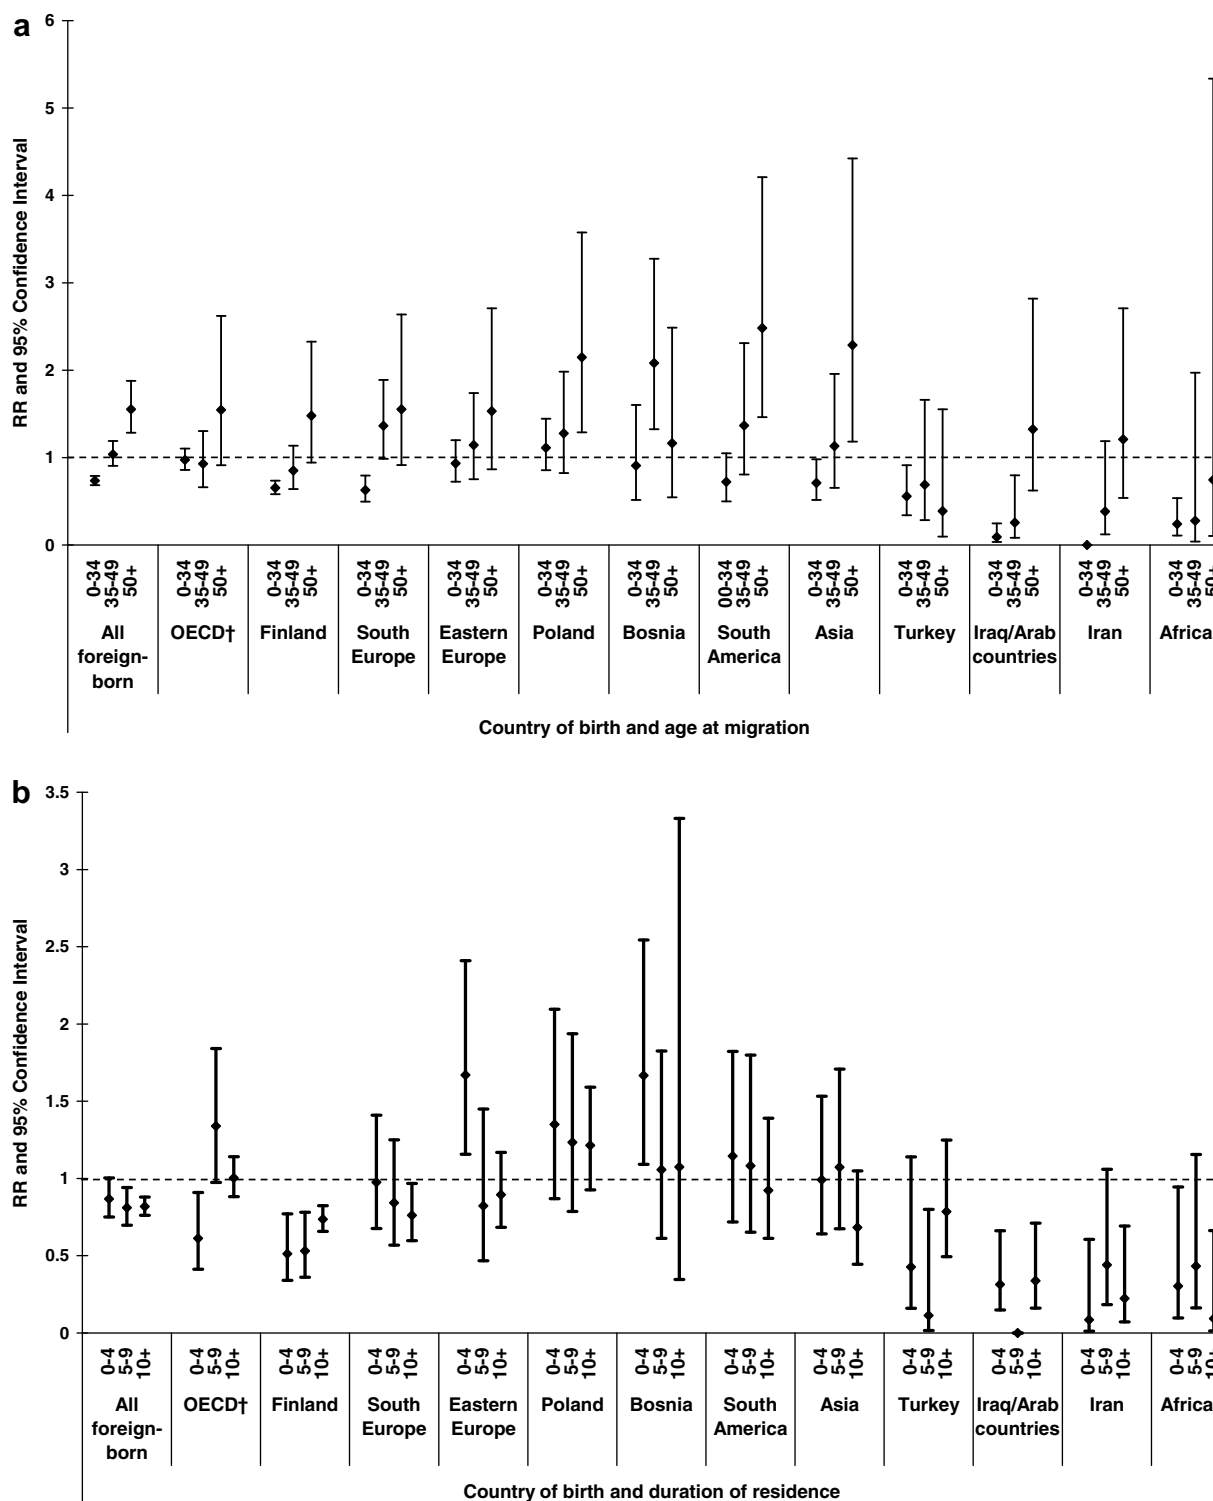 a
6
5
4
3
2
1
0
RR and 95% Confidence Interval
0-34 35-49 50+ 0-34 35-49 50+ 0-34 35-49 50+ 0-34 35-49 50+ 0-34 35-49 50+ 0-34 35-49 50+ 0-34 35-49 50+ 00-34 35-49 50+ 0-34 35-49 50+ 0-34 35-49 50+ 0-34 35-49 50+ 0-34 35-49 50+ 0-34 35-49 50+
All OECD† Finland South Eastern Poland Bosnia South Asia Turkey Iraq/Arab Iran Africa
foreign- Europe Europe America countries
born
Country of birth and age at migration
b
3.5
3
2.5
2
1.5
1
0.5
0
RR and 95% Confidence Interval
0-4 5-9 10+ 0-4 5-9 10+ 0-4 5-9 10+ 0-4 5-9 10+ 0-4 5-9 10+ 0-4 5-9 10+ 0-4 5-9 10+ 0-4 5-9 10+ 0-4 5-9 10+ 0-4 5-9 10+ 0-4 5-9 10+ 0-4 5-9 10+ 0-4 5-9 10+
All OECD† Finland South Eastern Poland Bosnia South Asia Turkey Iraq/Arab Iran Africa
foreign- Europe Europe America countries
born
Country of birth and duration of residence